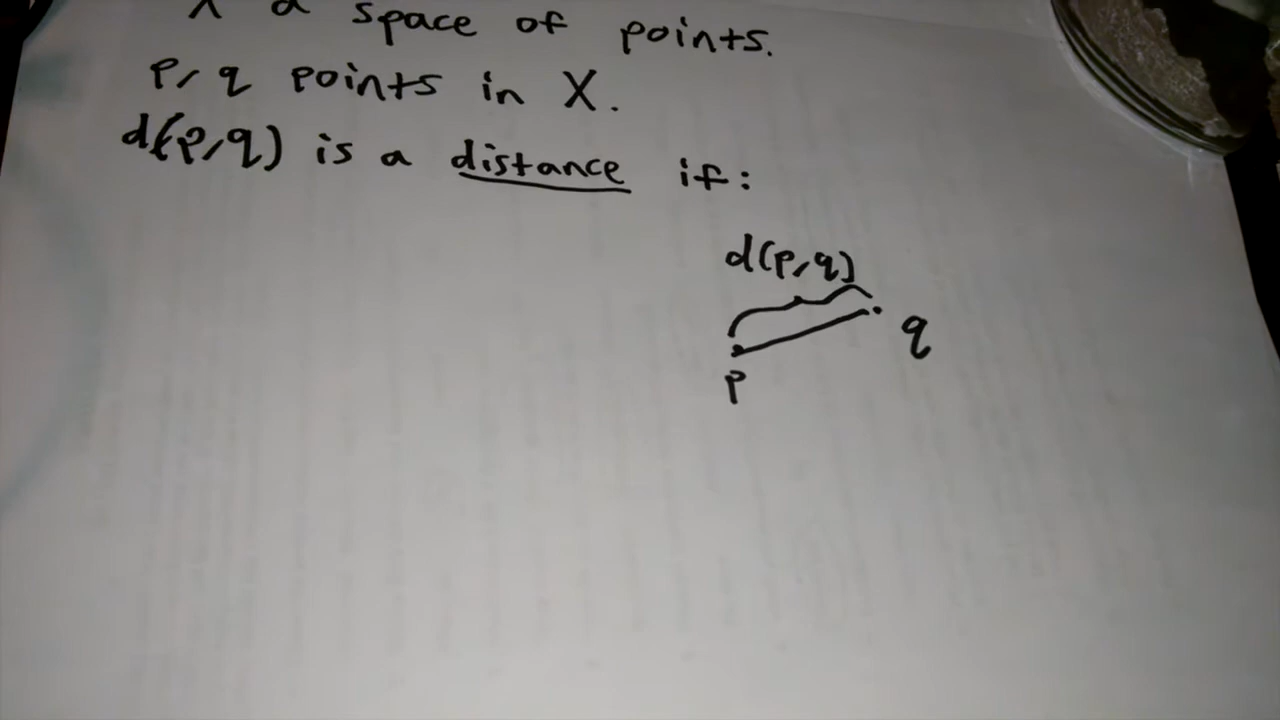 X a space of points.
p, q points in X.
d(p,q) is a distance if:
d(p,q)
q
p